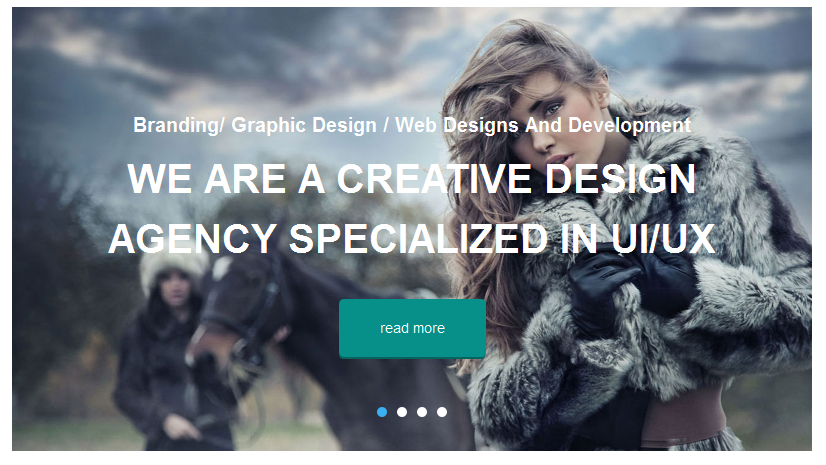 Branding/ Graphic Design / Web Designs And Development
WE ARE A CREATIVE DESIGN
AGENCY SPECIALIZED IN UI/UX
read more